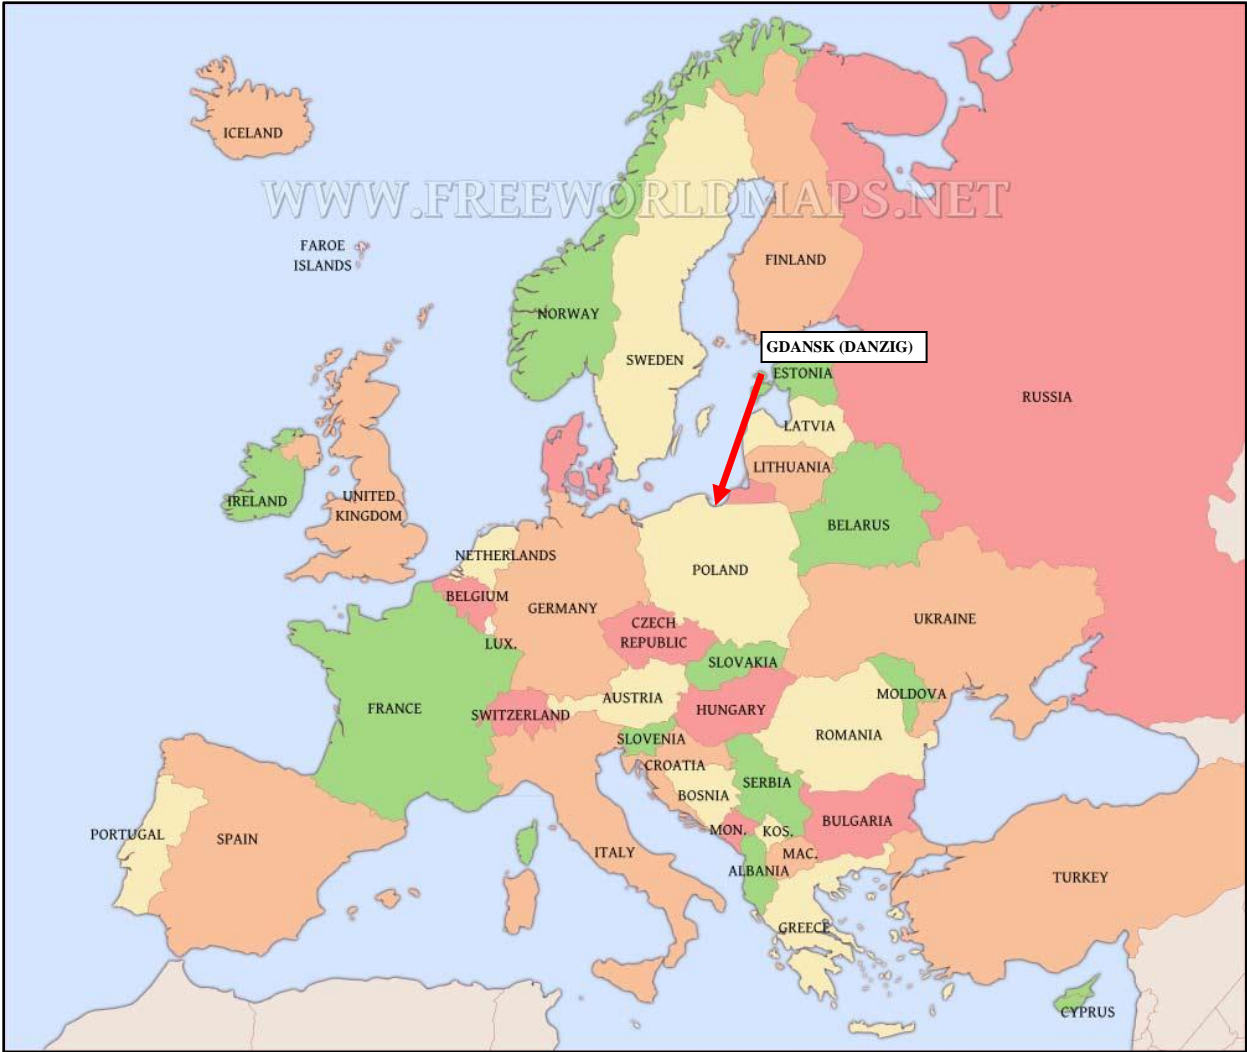 ICELAND
WWW.FREEWORLDMAPS.NET
FAROE
ISLANDS
FINLAND
NORWAY
GDANSK (DANZIG)
SWEDEN
ESTONIA
RUSSIA
LATVIA
LITHUANIA
IRELAND
UNITED
KINGDOM
BELARUS
NETHERLANDS
POLAND
BELGIUM
GERMANY
UKRAINE
CZECH
REPUBLIC
LUX.
SLOVAKIA
MOLDOVA
AUSTRIA
FRANCE
SWITZERLAND
HUNGARY
ROMANIA
SLOVENIA
CROATIA
SERBIA
BOSNIA
BULGARIA
MON.
KOS.
PORTUGAL
SPAIN
ITALY
MAC.
ALBANIA
TURKEY
GREECE
CYPRUS